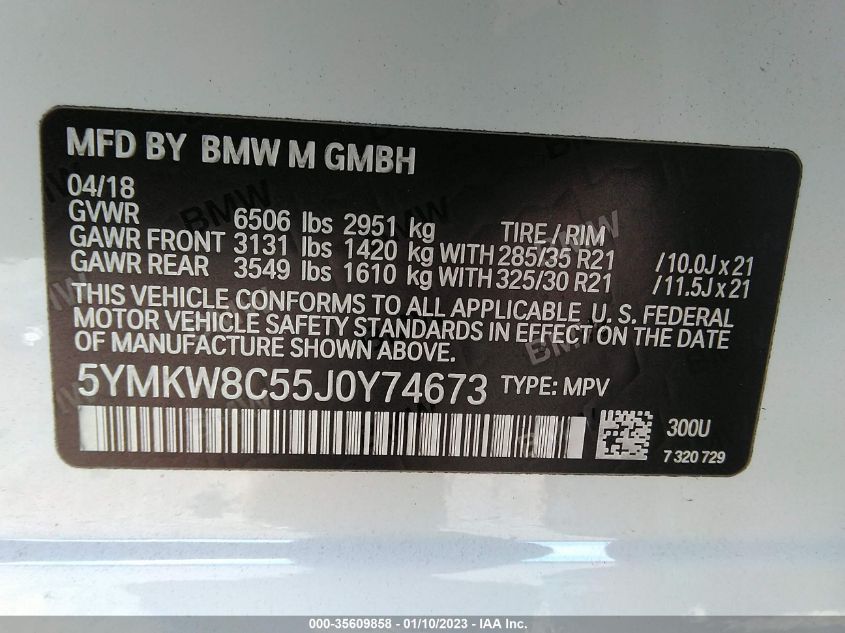 MFD BY BMW M GMBH
04/18
GVWR 6506 lbs 2951 kg TIRE / RIM
GAWR FRONT 3131 lbs 1420 kg WITH 285/35 R21 /10.0J x 21
GAWR REAR 3549 lbs 1610 kg WITH 325/30 R21 /11.5J x 21
THIS VEHICLE CONFORMS TO ALL APPLICABLE U. S. FEDERAL
MOTOR VEHICLE SAFETY STANDARDS IN EFFECT ON THE DATE
OF MANUFACTURE SHOWN ABOVE.
5YMKW8C55J0Y74673 TYPE: MPV
300U
7 320 729
000-35609858 - 01/10/2023 - IAA Inc.